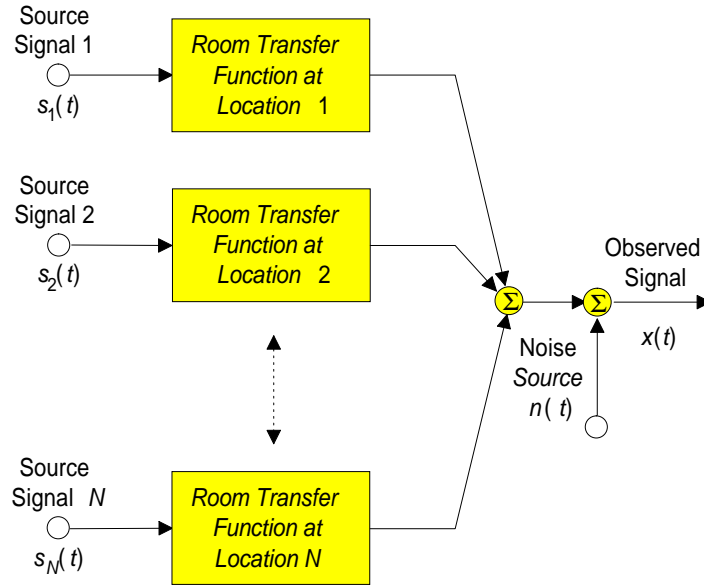 Source
Signal 1
s₁(t)
Room Transfer
Function at
Location 1
Source
Signal 2
s₂(t)
Room Transfer
Function at
Location 2
Σ
Σ
Observed
Signal
x(t)
Noise
Source
n( t)
Source
Signal N
s_N(t)
Room Transfer
Function at
Location N